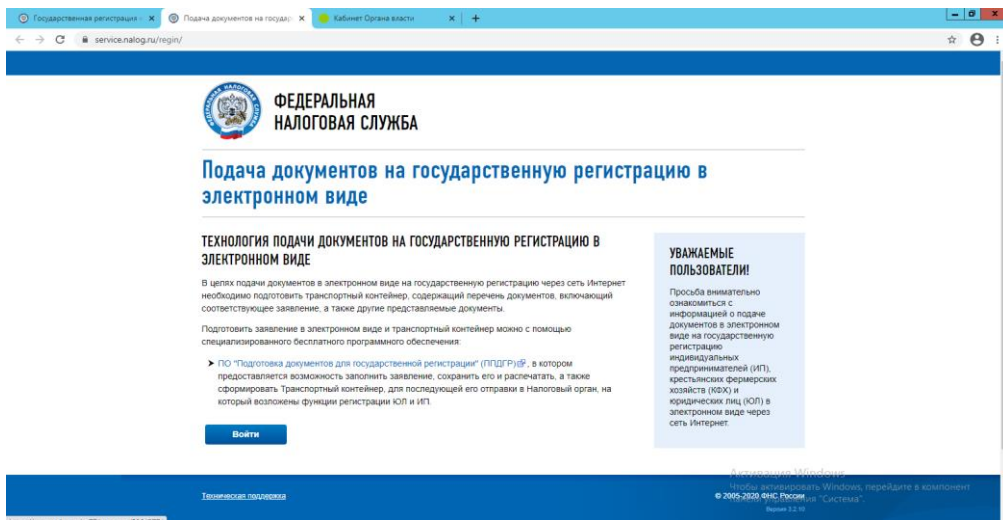 Государственная регистрация
Подача документов на государс
Кабинет Органа власти
service.nalog.ru/regin/
ФЕДЕРАЛЬНАЯ
НАЛОГОВАЯ СЛУЖБА
Подача документов на государственную регистрацию в
электронном виде
ТЕХНОЛОГИЯ ПОДАЧИ ДОКУМЕНТОВ НА ГОСУДАРСТВЕННУЮ РЕГИСТРАЦИЮ В
ЭЛЕКТРОННОМ ВИДЕ
В целях подачи документов в электронном виде на государственную регистрацию через сеть Интернет
необходимо подготовить транспортный контейнер, содержащий перечень документов, включающий
соответствующее заявление, а также другие представляемые документы.
Подготовить заявление в электронном виде и транспортный контейнер можно с помощью
специализированного бесплатного программного обеспечения:
ПО "Подготовка документов для государственной регистрации" (ППДГР), в котором
предоставляется возможность заполнить заявление, сохранить его и распечатать, а также
сформировать Транспортный контейнер, для последующей его отправки в Налоговый орган, на
который возложены функции регистрации ЮЛ и ИП.
Войти
УВАЖАЕМЫЕ
ПОЛЬЗОВАТЕЛИ!
Просьба внимательно
ознакомиться с
информацией о подаче
документов в электронном
виде на государственную
регистрацию
индивидуальных
предпринимателей (ИП),
крестьянских фермерских
хозяйств (КФХ) и
юридических лиц (ЮЛ) в
электронном виде через
сеть Интернет.
Активация Windows
Чтобы активировать Windows, перейдите в компонент
панели управления "Система".
Техническая поддержка
© 2005-2020 ФНС России
Версия 3.2.10